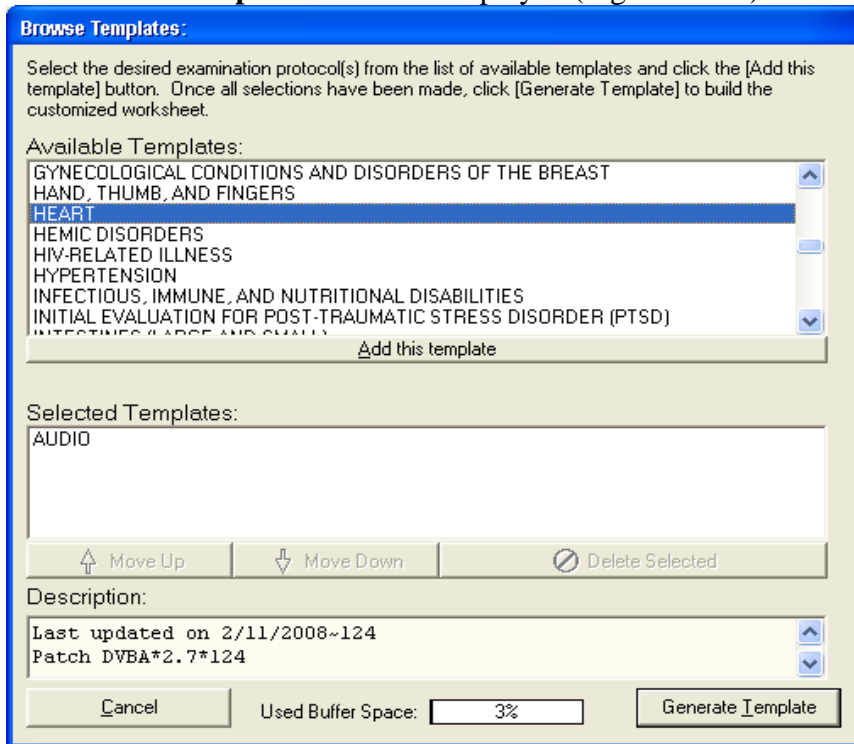 Browse Templates:
Select the desired examination protocol(s) from the list of available templates and click the [Add this
template] button. Once all selections have been made, click [Generate Template] to build the
customized worksheet.
Available Templates:
GYNECOLOGICAL CONDITIONS AND DISORDERS OF THE BREAST
HAND, THUMB, AND FINGERS
HEART
HEMIC DISORDERS
HIV-RELATED ILLNESS
HYPERTENSION
INFECTIOUS, IMMUNE, AND NUTRITIONAL DISABILITIES
INITIAL EVALUATION FOR POST-TRAUMATIC STRESS DISORDER (PTSD)
INTESTINES (LARGE AND SMALL)
Add this template
Selected Templates:
AUDIO
Move Up Move Down Delete Selected
Description:
Last updated on 2/11/2008~124
Patch DVBA*2.7*124
Cancel Used Buffer Space: 3% Generate Template